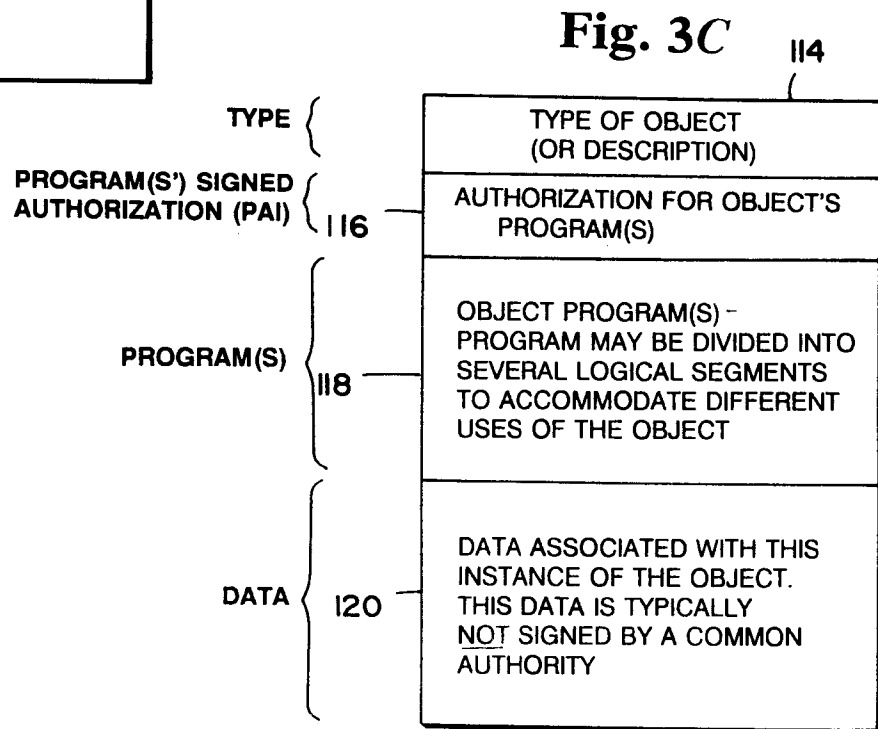 Fig. 3C
114
TYPE
TYPE OF OBJECT
(OR DESCRIPTION)
PROGRAM(S') SIGNED
AUTHORIZATION (PAI)
116
AUTHORIZATION FOR OBJECT'S
PROGRAM(S)
PROGRAM(S)
118
OBJECT PROGRAM(S) -
PROGRAM MAY BE DIVIDED INTO
SEVERAL LOGICAL SEGMENTS
TO ACCOMMODATE DIFFERENT
USES OF THE OBJECT
DATA
120
DATA ASSOCIATED WITH THIS
INSTANCE OF THE OBJECT.
THIS DATA IS TYPICALLY
NOT SIGNED BY A COMMON
AUTHORITY